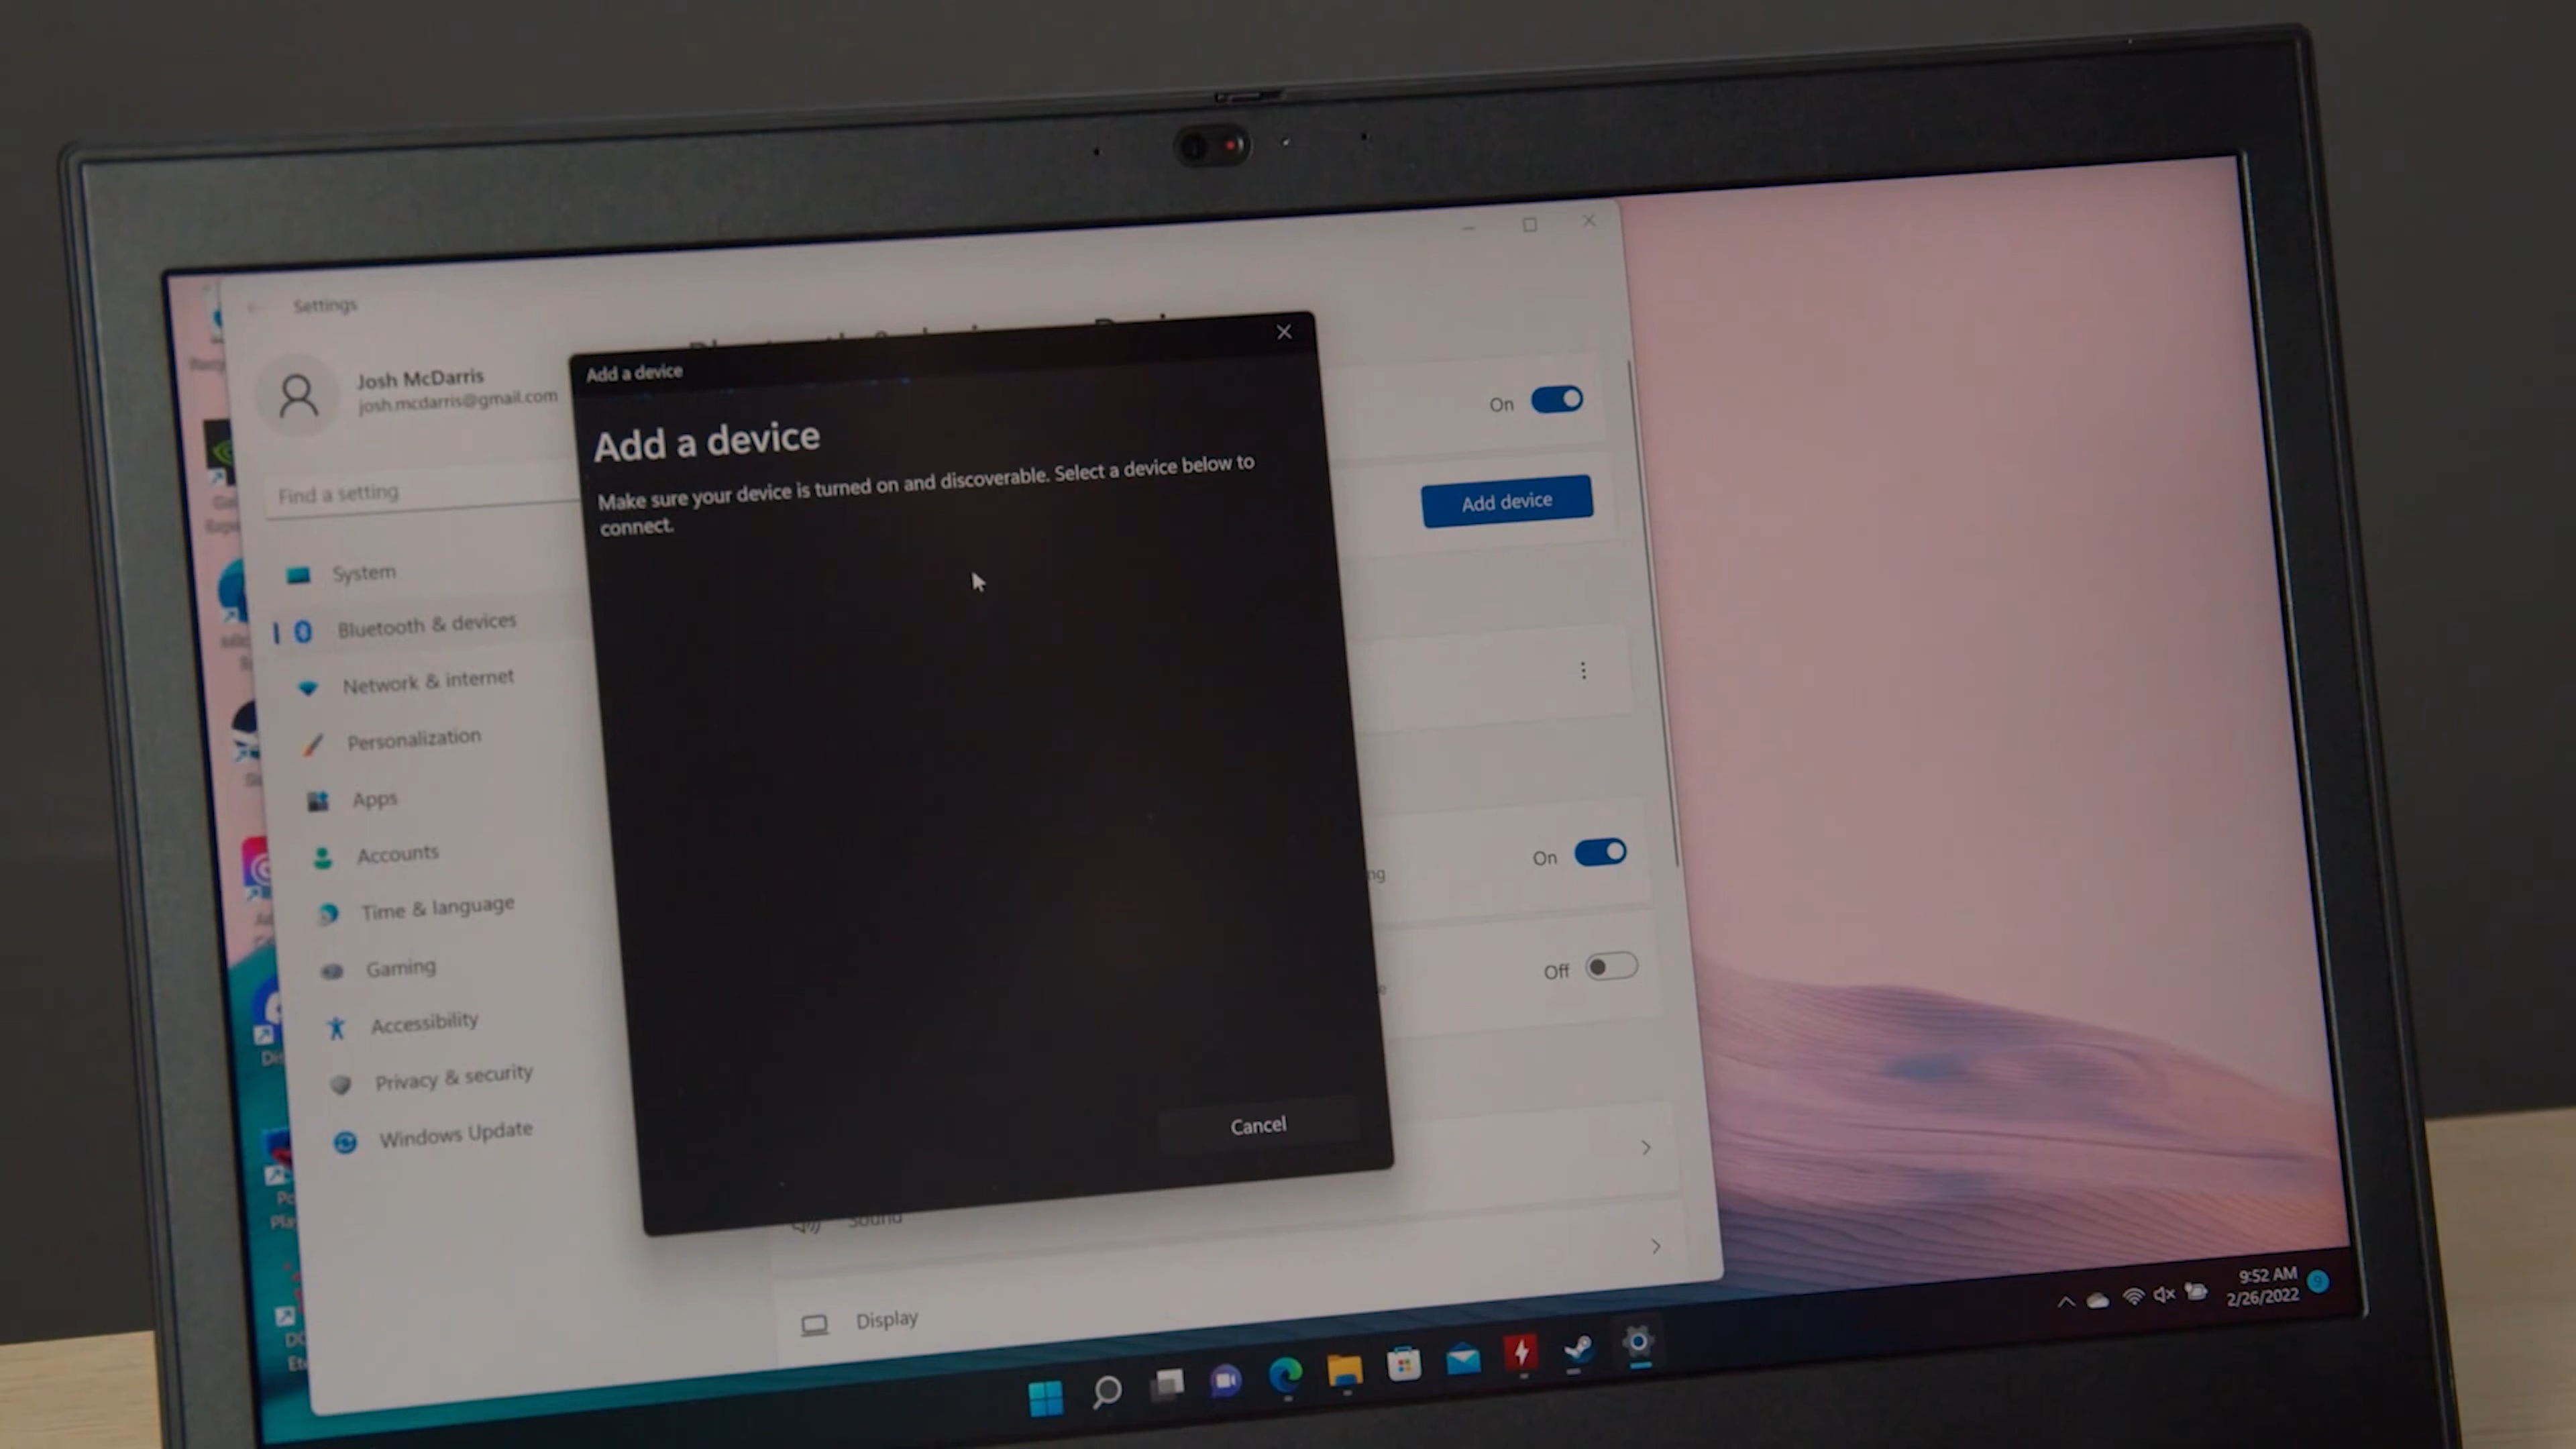 Settings
Josh McDarris
josh.mcdarris@gmail.com
Find a setting
System
Bluetooth & devices
Network & internet
Personalization
Apps
Accounts
Time & language
Gaming
Accessibility
Privacy & security
Windows Update
Add a device
Add a device
Make sure your device is turned on and discoverable. Select a device below to
connect.
Cancel
On
Add device
On
ng
Off
Sound
Display
9:52 AM
2/26/2022
9